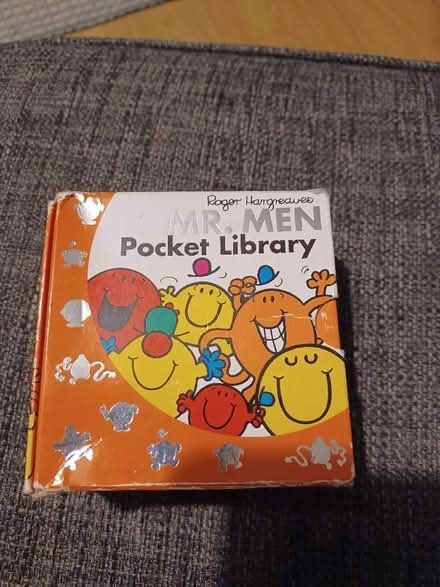 Roger Hargreaves
MR. MEN
Pocket Library